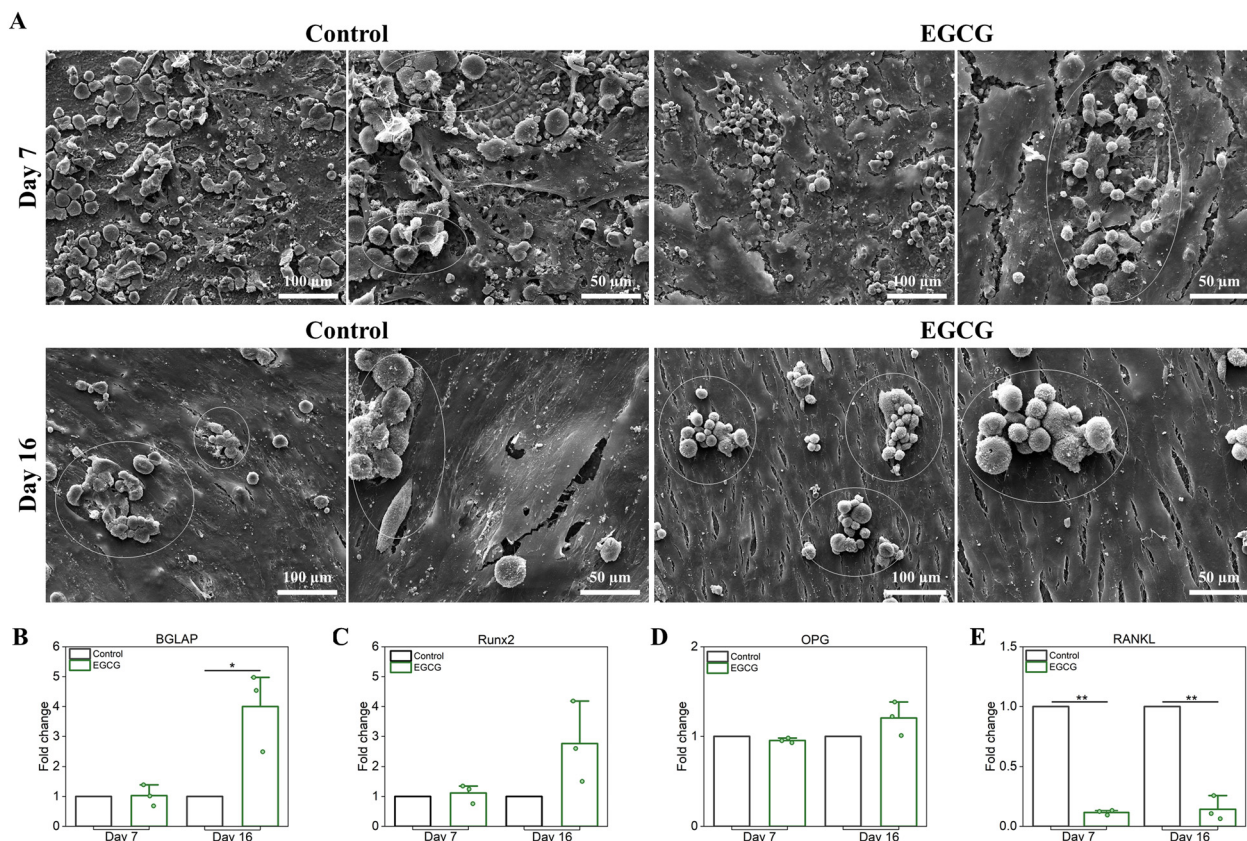 A
Control
EGCG
Day 7
100 µm
50 µm
100 µm
50 µm
Control
EGCG
Day 16
100 µm
50 µm
100 µm
50 µm
B
BGLAP
Control
EGCG
*
Fold change
6
5
4
3
2
1
0
Day 7
Day 16
C
Runx2
Control
EGCG
Fold change
6
5
4
3
2
1
0
Day 7
Day 16
D
OPG
Control
EGCG
Fold change
2
1
0
Day 7
Day 16
E
RANKL
Control
EGCG
**
**
Fold change
1.5
1.0
0.5
0.0
Day 7
Day 16